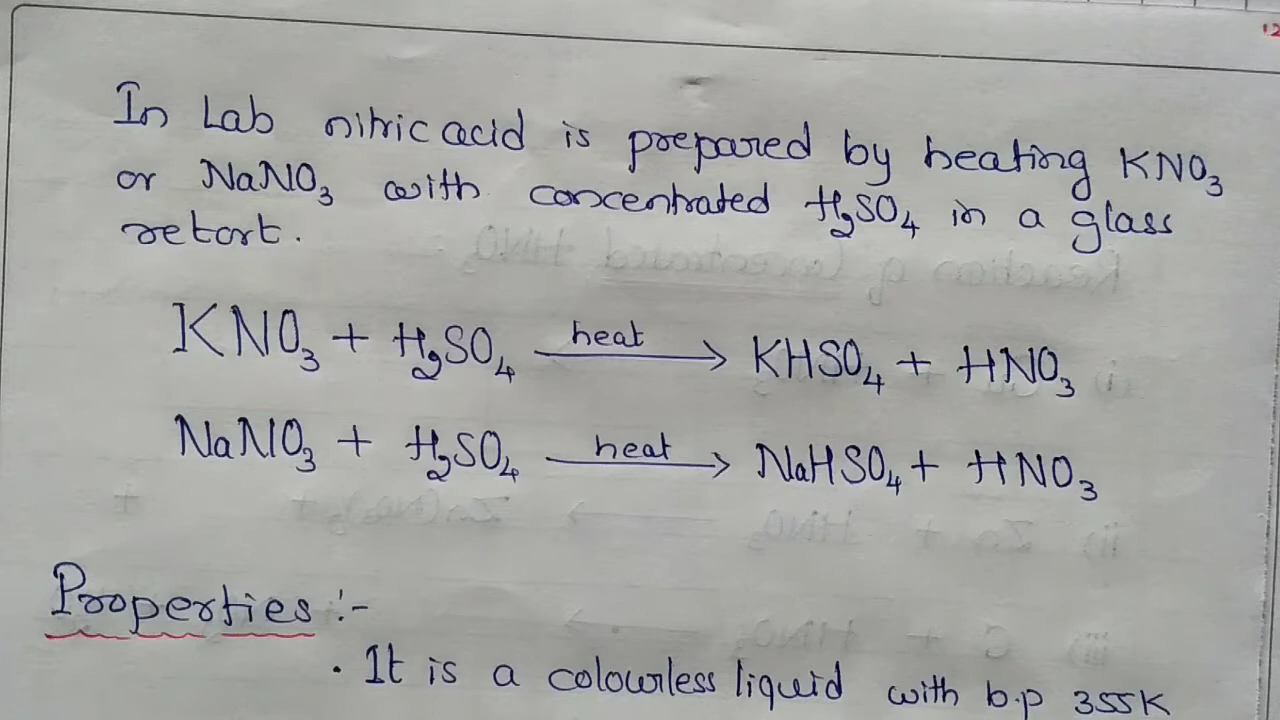 12
In Lab nitric acid is prepared by heating KNO₃
or NaNO₃ with concentrated H₂SO₄ in a glass
retort.
KNO₃ + H₂SO₄ heat → KHSO₄ + HNO₃
NaNO₃ + H₂SO₄ heat → NaHSO₄ + HNO₃
Properties :-
• It is a colourless liquid with b.p 355K